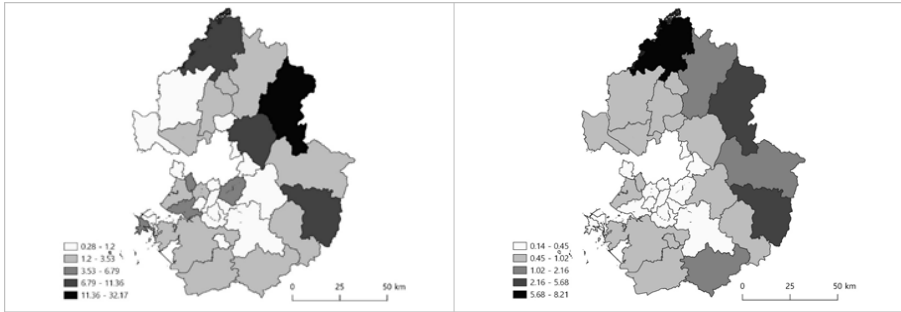 0.28 - 1.2
1.2 - 3.53
3.53 - 6.79
6.79 - 11.36
11.36 - 32.17
0 25 50 km
0.14 - 0.45
0.45 - 1.02
1.02 - 2.16
2.16 - 5.68
5.68 - 8.21
0 25 50 km